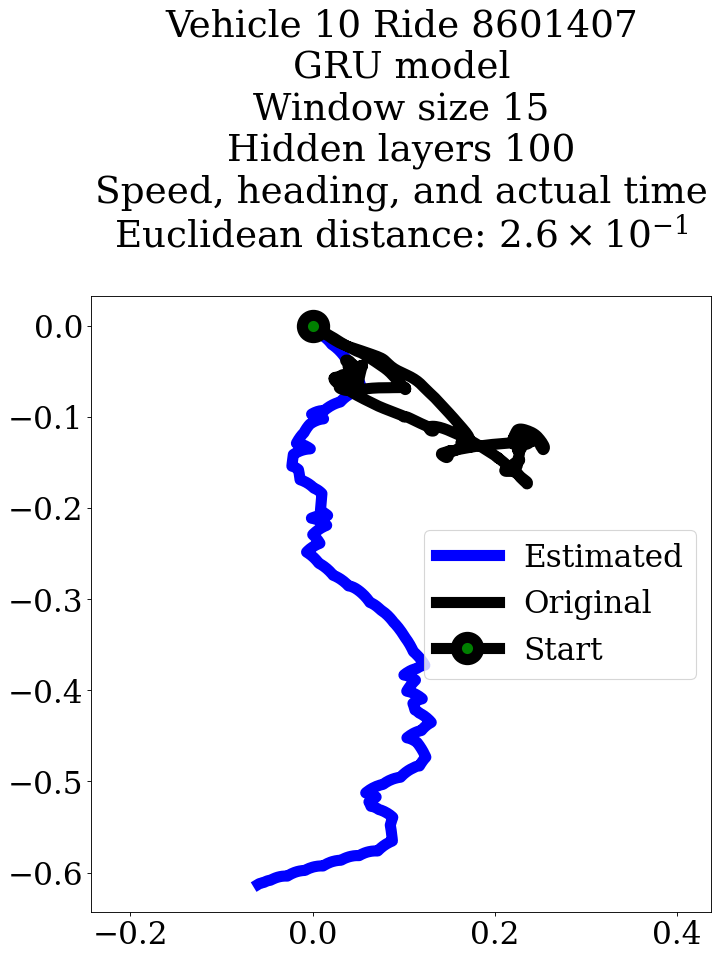 Vehicle 10 Ride 8601407
GRU model
Window size 15
Hidden layers 100
Speed, heading, and actual time
Euclidean distance: 2.6 × 10⁻¹
0.0
−0.1
−0.2
−0.3
−0.4
−0.5
−0.6
Estimated
Original
Start
−0.2
0.0
0.2
0.4